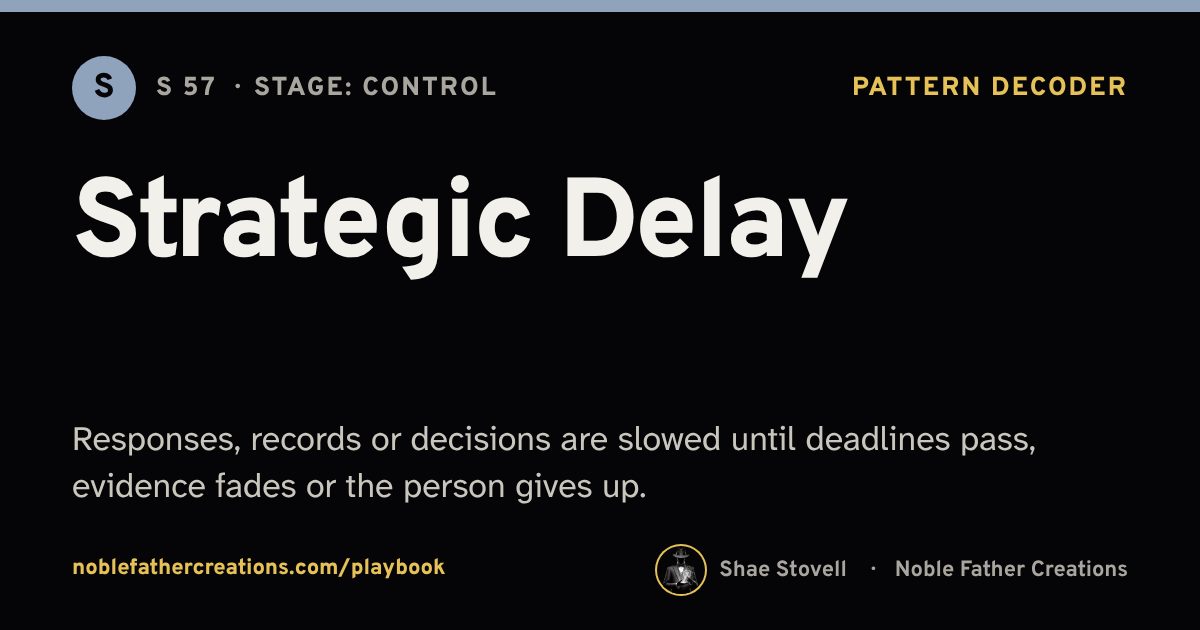 S
S 57 · STAGE: CONTROL
PATTERN DECODER
Strategic Delay
Responses, records or decisions are slowed until deadlines pass,
evidence fades or the person gives up.
noblefathercreations.com/playbook
Shae Stovell · Noble Father Creations